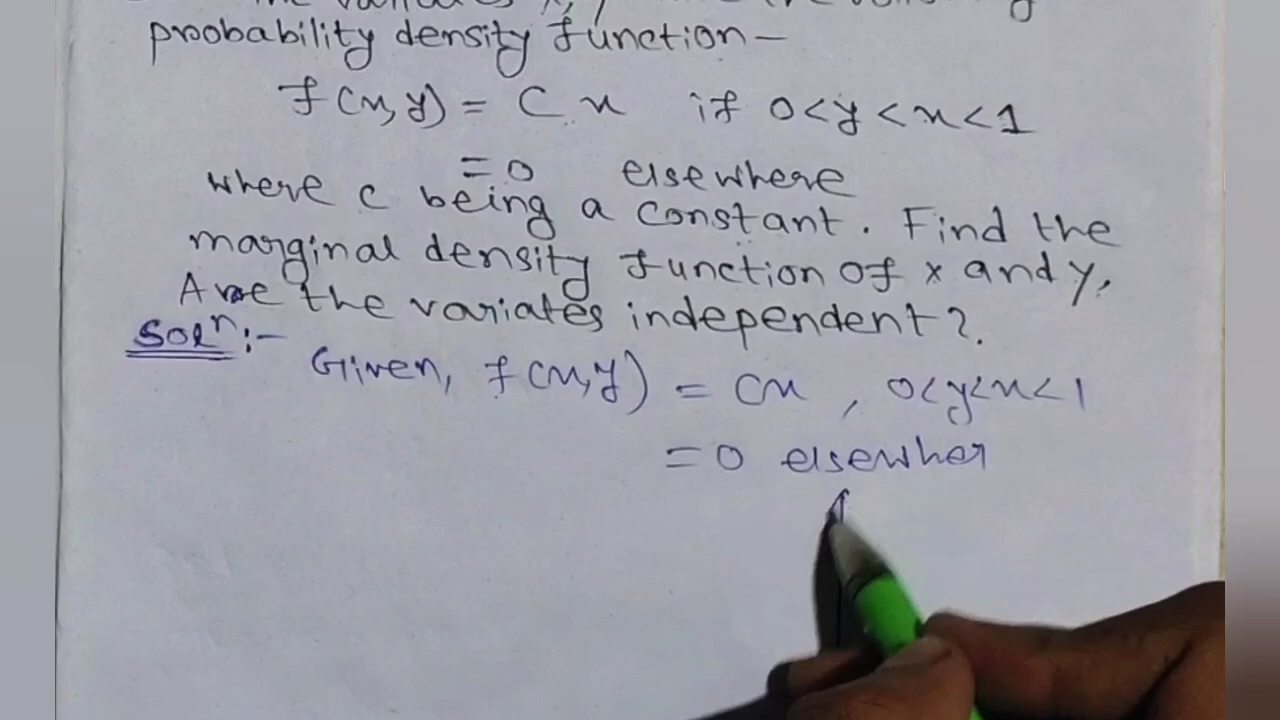 probability density function-
f(x,y) = Cx if 0<y<x<1
=0 elsewhere
where c being a constant. Find the
marginal density function of x and y,
Are the variates independent?.
Soln:-
Given, f(x,y) = Cx, 0<y<x<1
=0 elsewher